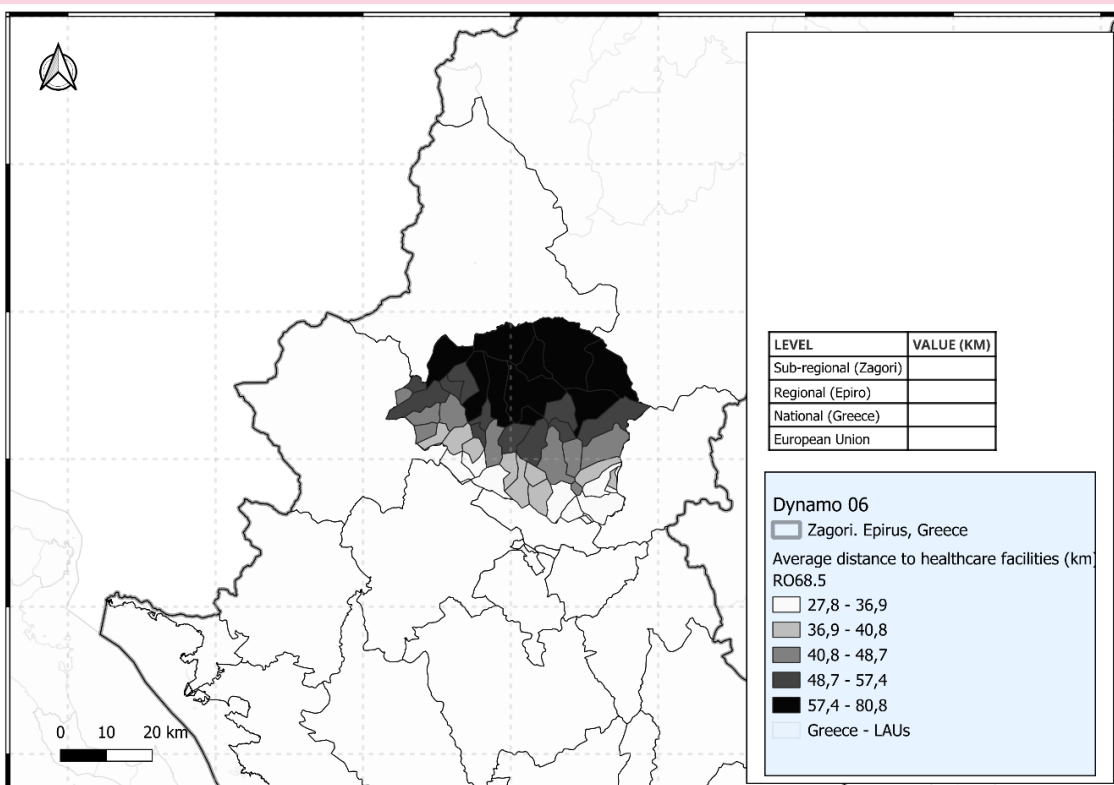 LEVEL VALUE (KM)
Sub-regional (Zagori)
Regional (Epiro)
National (Greece)
European Union
Dynamo 06
Zagori. Epirus, Greece
Average distance to healthcare facilities (km)
RO68.5
27,8 - 36,9
36,9 - 40,8
40,8 - 48,7
48,7 - 57,4
57,4 - 80,8
Greece - LAUs
0 10 20 km